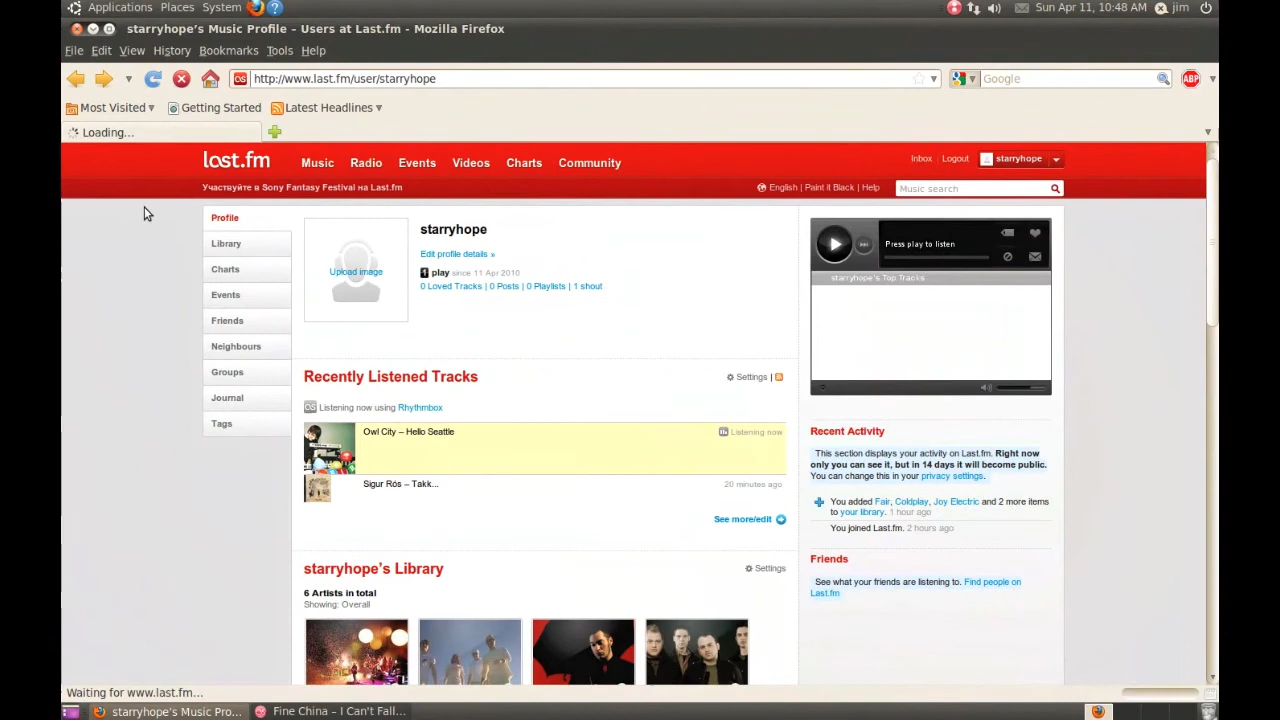 Applications Places System Sun Apr 11, 10:48 AM jim
starryhope's Music Profile – Users at Last.fm - Mozilla Firefox
File Edit View History Bookmarks Tools Help
http://www.last.fm/user/starryhope Google ABP
Most Visited Getting Started Latest Headlines
Loading...
last.fm Music Radio Events Videos Charts Community Inbox | Logout starryhope
Участвуйте в Sony Fantasy Festival на Last.fm English | Paint it Black | Help Music search
Profile
Library
Charts
Events
Friends
Neighbours
Groups
Journal
Tags
Upload image
starryhope
Edit profile details »
play since 11 Apr 2010
0 Loved Tracks | 0 Posts | 0 Playlists | 1 shout
Recently Listened Tracks Settings |
Listening now using Rhythmbox
Owl City – Hello Seattle Listening now
Sigur Rós – Takk... 20 minutes ago
See more/edit
starryhope's Library Settings
6 Artists in total
Showing: Overall
Press play to listen
starryhope's Top Tracks
Recent Activity
This section displays your activity on Last.fm. Right now
only you can see it, but in 14 days it will become public.
You can change this in your privacy settings.
You added Fair, Coldplay, Joy Electric and 2 more items
to your library. 1 hour ago
You joined Last.fm. 2 hours ago
Friends
See what your friends are listening to. Find people on
Last.fm
Waiting for www.last.fm...
starryhope's Music Pro... Fine China – I Can't Fall...